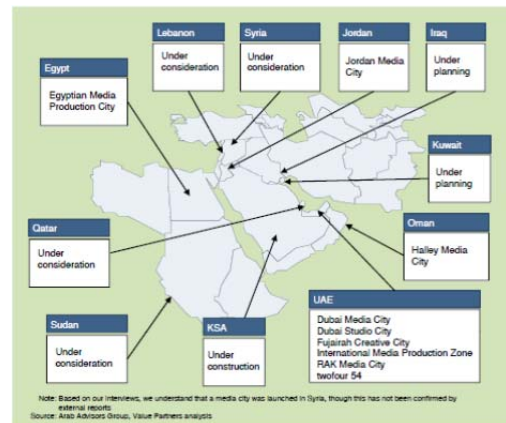 Lebanon
Under
consideration
Syria
Under
consideration
Jordan
Jordan Media
City
Iraq
Under
planning
Egypt
Egyptian Media
Production City
Kuwait
Under
planning
Qatar
Under
consideration
Oman
Halley Media
City
Sudan
Under
consideration
KSA
Under
construction
UAE
Dubai Media City
Dubai Studio City
Fujairah Creative City
International Media Production Zone
RAK Media City
twofour 54
Note: Based on our interviews, we understand that a media city was launched in Syria, though this has not been confirmed by
external reports
Source: Arab Advisors Group, Value Partners analysis